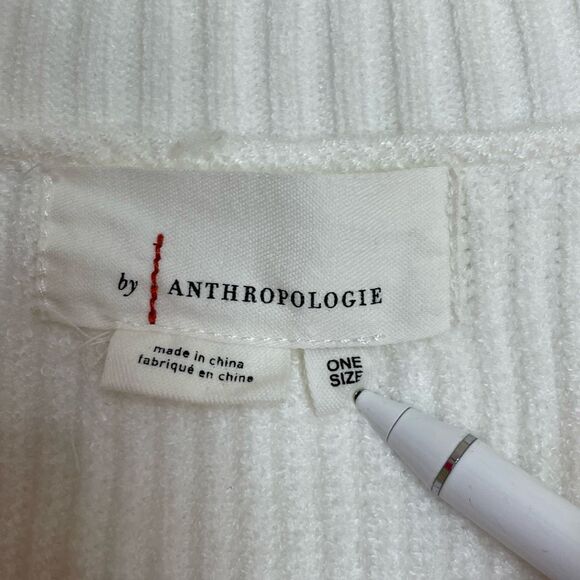 by ANTHROPOLOGIE
made in china
fabriqué en chine
ONE
SIZE